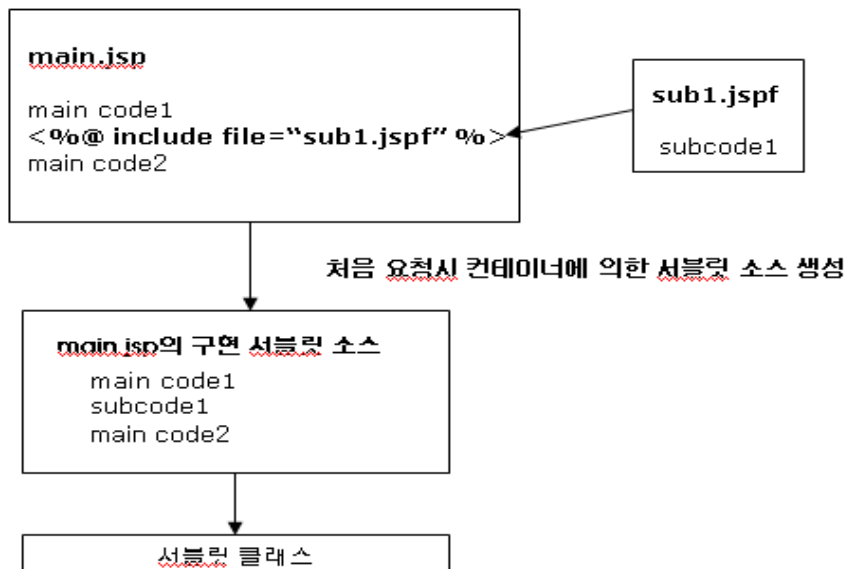 main.jsp
main code1
<%@ include file="sub1.jspf" %>
main code2
sub1.jspf
subcode1
처음 요청시 컨테이너에 의한 서블릿 소스 생성
main.jsp의 구현 서블릿 소스
main code1
subcode1
main code2
서블릿 클래스